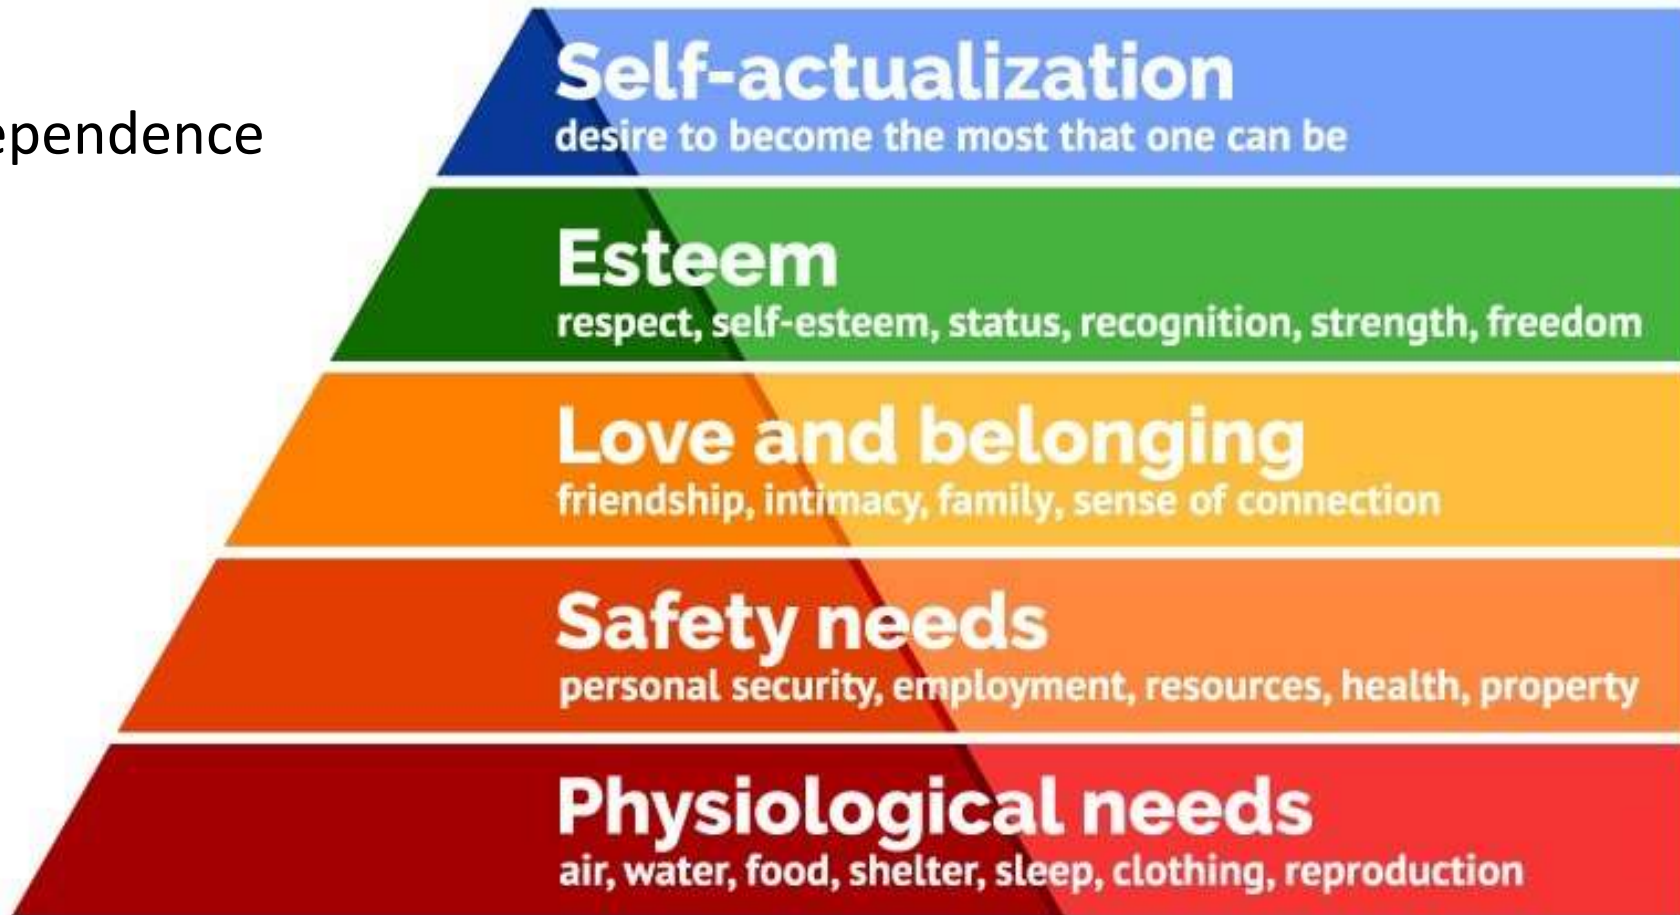 ependence
Self-actualization
desire to become the most that one can be
Esteem
respect, self-esteem, status, recognition, strength, freedom
Love and belonging
friendship, intimacy, family, sense of connection
Safety needs
personal security, employment, resources, health, property
Physiological needs
air, water, food, shelter, sleep, clothing, reproduction